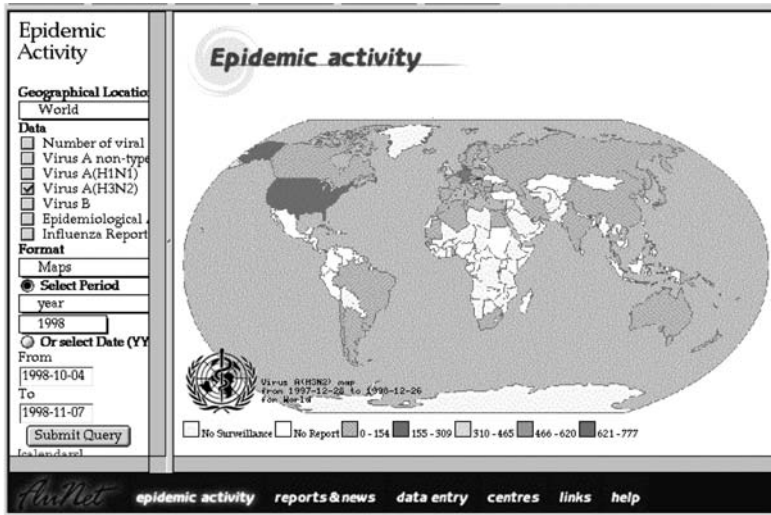 Epidemic
Activity
Geographical Locatio
World
Data
Number of viral
Virus A non-type
Virus A(H1N1)
Virus A(H3N2)
Virus B
Epidemiological
Influenza Report
Format
Maps
Select Period
year
1998
Or select Date (YY
From
1998-10-04
To
1998-11-07
Submit Query
[calendars]
Epidemic activity
Virus A(H3N2) map
from 1997-12-28 to 1998-12-26
for World
No Surveillance No Report 0 - 154 155 - 309 310 - 465 466 - 620 621 - 777
FluNet epidemic activity reports & news data entry centres links help